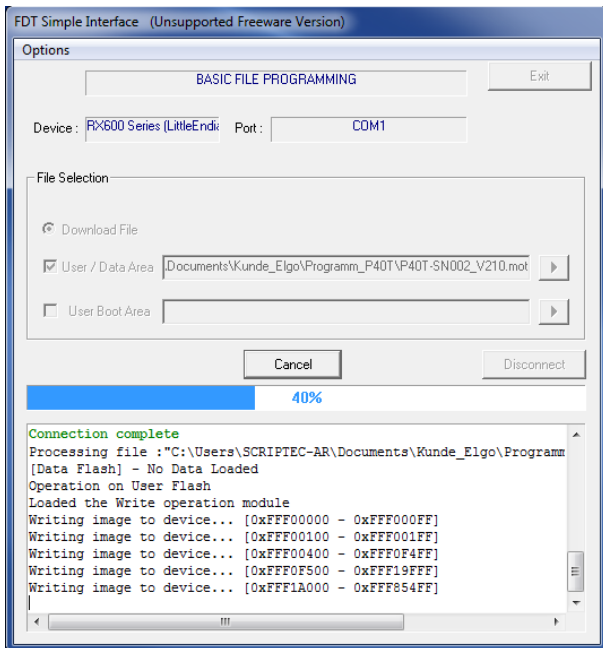 FDT Simple Interface (Unsupported Freeware Version)
Options
BASIC FILE PROGRAMMING
Exit
Device : RX600 Series (LittleEndia Port : COM1
File Selection
Download File
User / Data Area .Documents\Kunde_Elgo\Programm_P40T\P40T-SN002_V210.mot
User Boot Area
Cancel
Disconnect
40%
Connection complete
Processing file :"C:\Users\SCRIPTEC-AR\Documents\Kunde_Elgo\Programm
[Data Flash] - No Data Loaded
Operation on User Flash
Loaded the Write operation module
Writing image to device... [0xFFF00000 - 0xFFF000FF]
Writing image to device... [0xFFF00100 - 0xFFF001FF]
Writing image to device... [0xFFF00400 - 0xFFF0F4FF]
Writing image to device... [0xFFF0F500 - 0xFFF19FFF]
Writing image to device... [0xFFF1A000 - 0xFFF854FF]